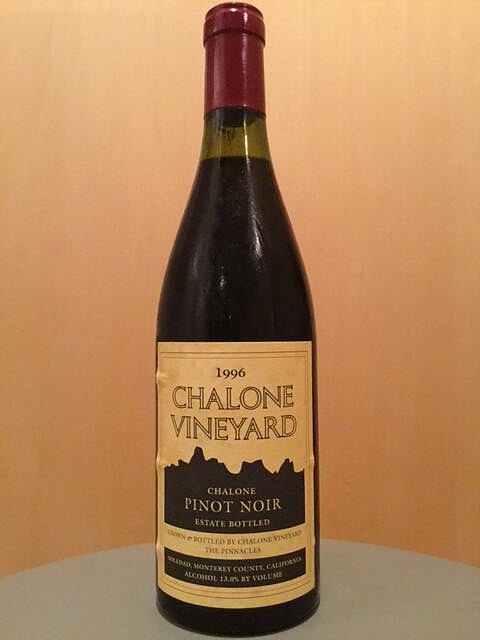 1996
CHALONE
VINEYARD
CHALONE
PINOT NOIR
ESTATE BOTTLED
GROWN & BOTTLED BY CHALONE VINEYARD
THE PINNACLES
SOLEDAD, MONTEREY COUNTY, CALIFORNIA
ALCOHOL 13.0% BY VOLUME